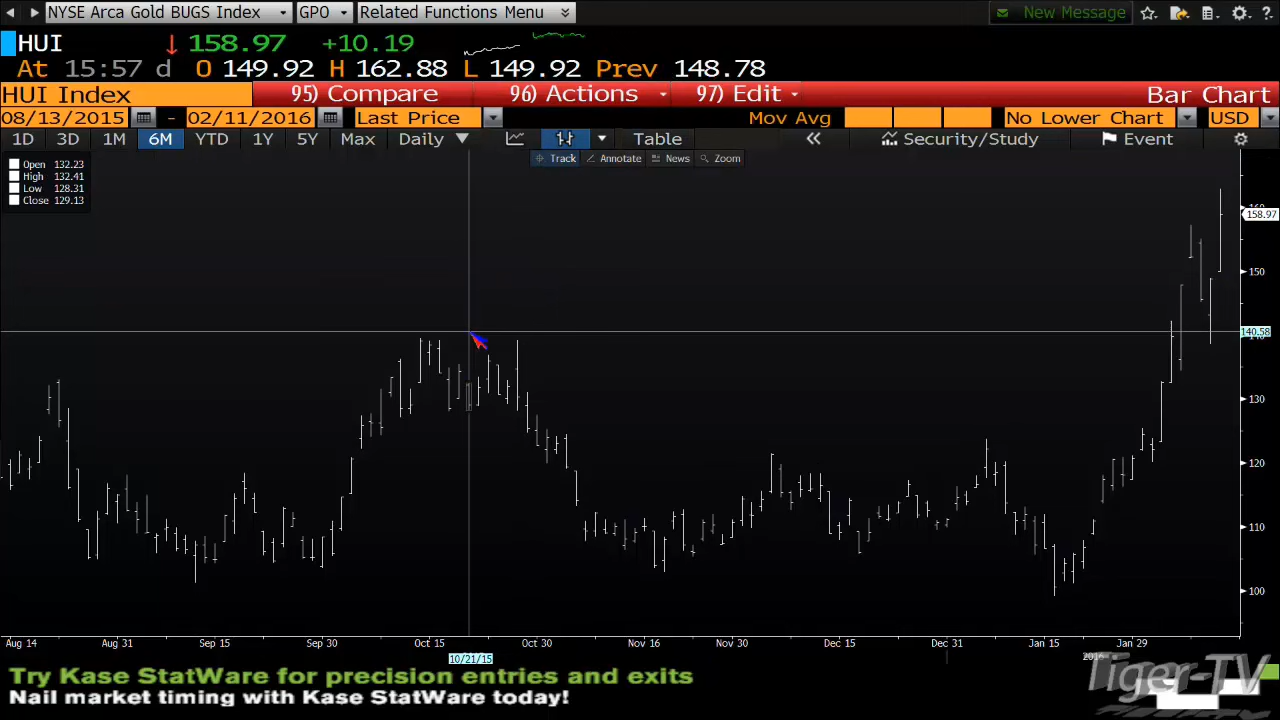 NYSE Arca Gold BUGS Index GPO Related Functions Menu New Message
HUI 158.97 +10.19
At 15:57 d O 149.92 H 162.88 L 149.92 Prev 148.78
HUI Index 95) Compare 96) Actions 97) Edit Bar Chart
08/13/2015 - 02/11/2016 Last Price Mov Avg No Lower Chart USD
1D 3D 1M 6M YTD 1Y 5Y Max Daily Table « Security/Study Event
Track Annotate News Zoom
Open 132.23
High 132.41
Low 128.31
Close 129.13
160
158.97
150
140.58
140
130
120
110
100
Aug 14 Aug 31 Sep 15 Sep 30 Oct 15 Oct 30 Nov 16 Nov 30 Dec 15 Dec 31 Jan 15 Jan 29
10/21/15 2016
Try Kase StatWare for precision entries and exits
Nail market timing with Kase StatWare today!
Tiger-TV